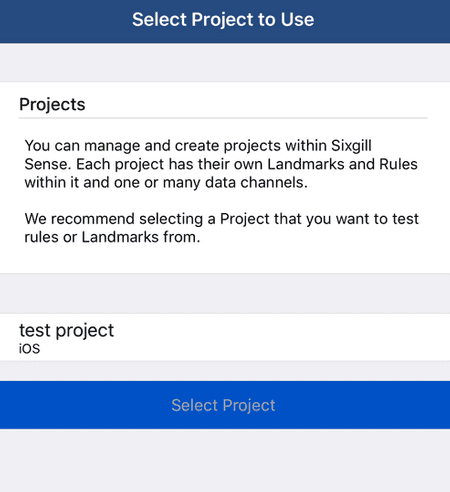 Select Project to Use
Projects
You can manage and create projects within Sixgill
Sense. Each project has their own Landmarks and Rules
within it and one or many data channels.
We recommend selecting a Project that you want to test
rules or Landmarks from.
test project
iOS
Select Project